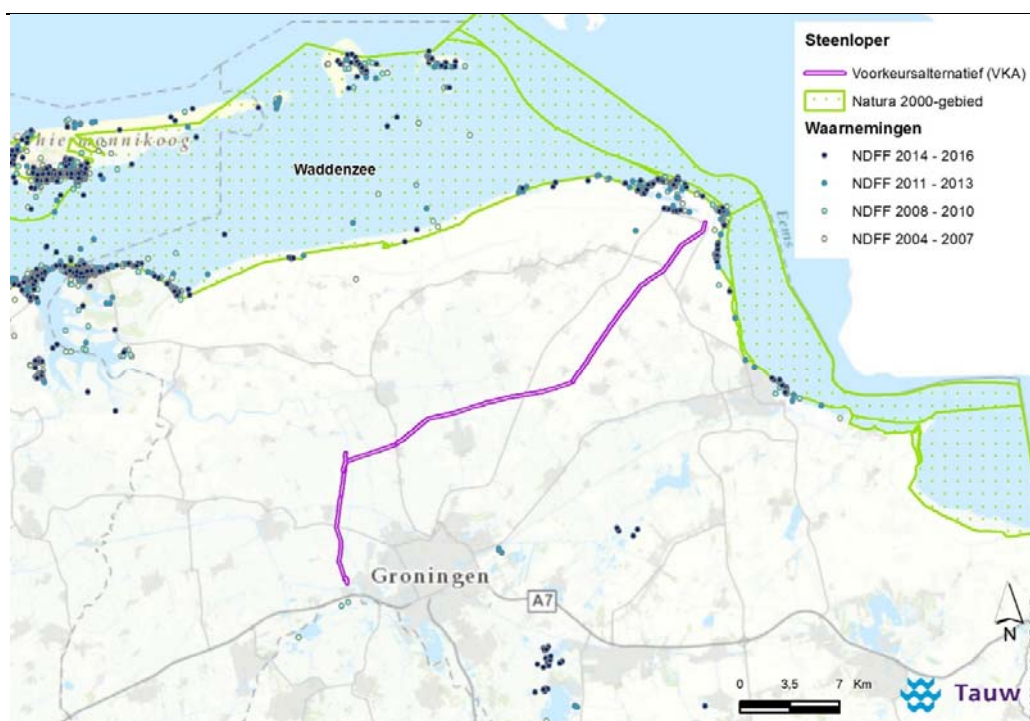 Steenloper
Voorkeursalternatief (VKA)
Natura 2000-gebied
Waarnemingen
NDFF 2014 - 2016
NDFF 2011 - 2013
NDFF 2008 - 2010
NDFF 2004 - 2007
hiermonnikoog
Waddenzee
Eems
Groningen
A7
N
0 3,5 7 Km
Tauw